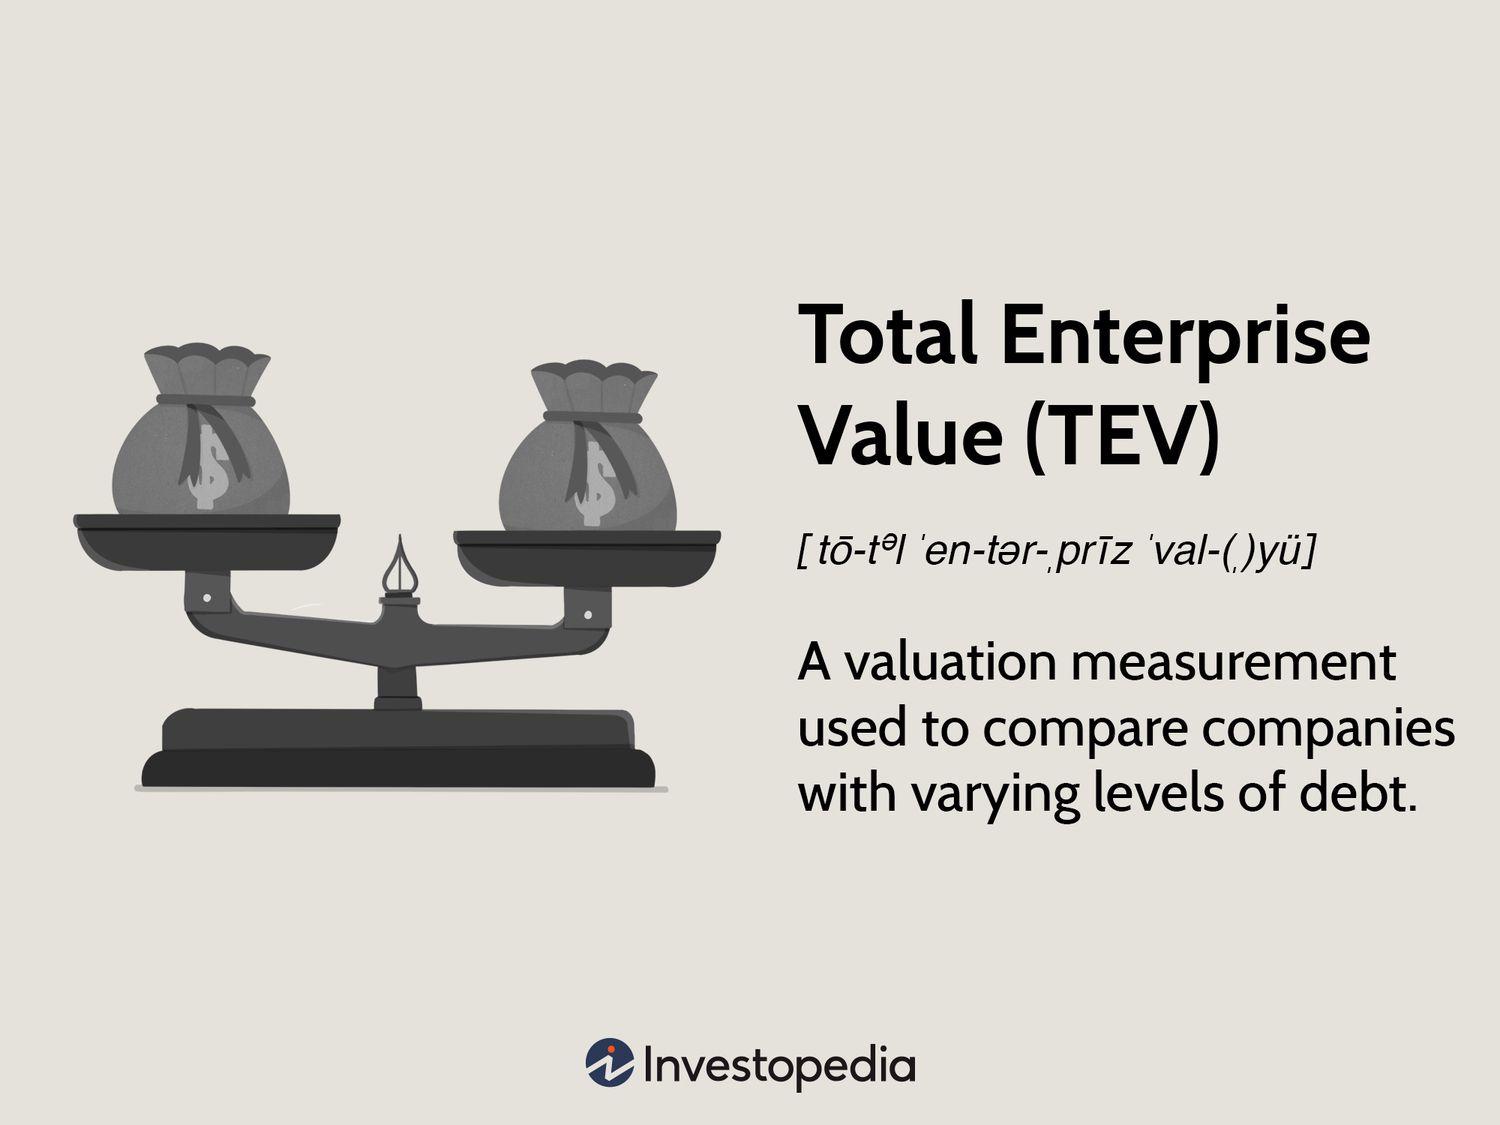 Total Enterprise
Value (TEV)
[ tō-tᵊl ˈen-tər-ˌprīz ˈval-(ˌ)yü]
A valuation measurement
used to compare companies
with varying levels of debt.
$ $
Investopedia